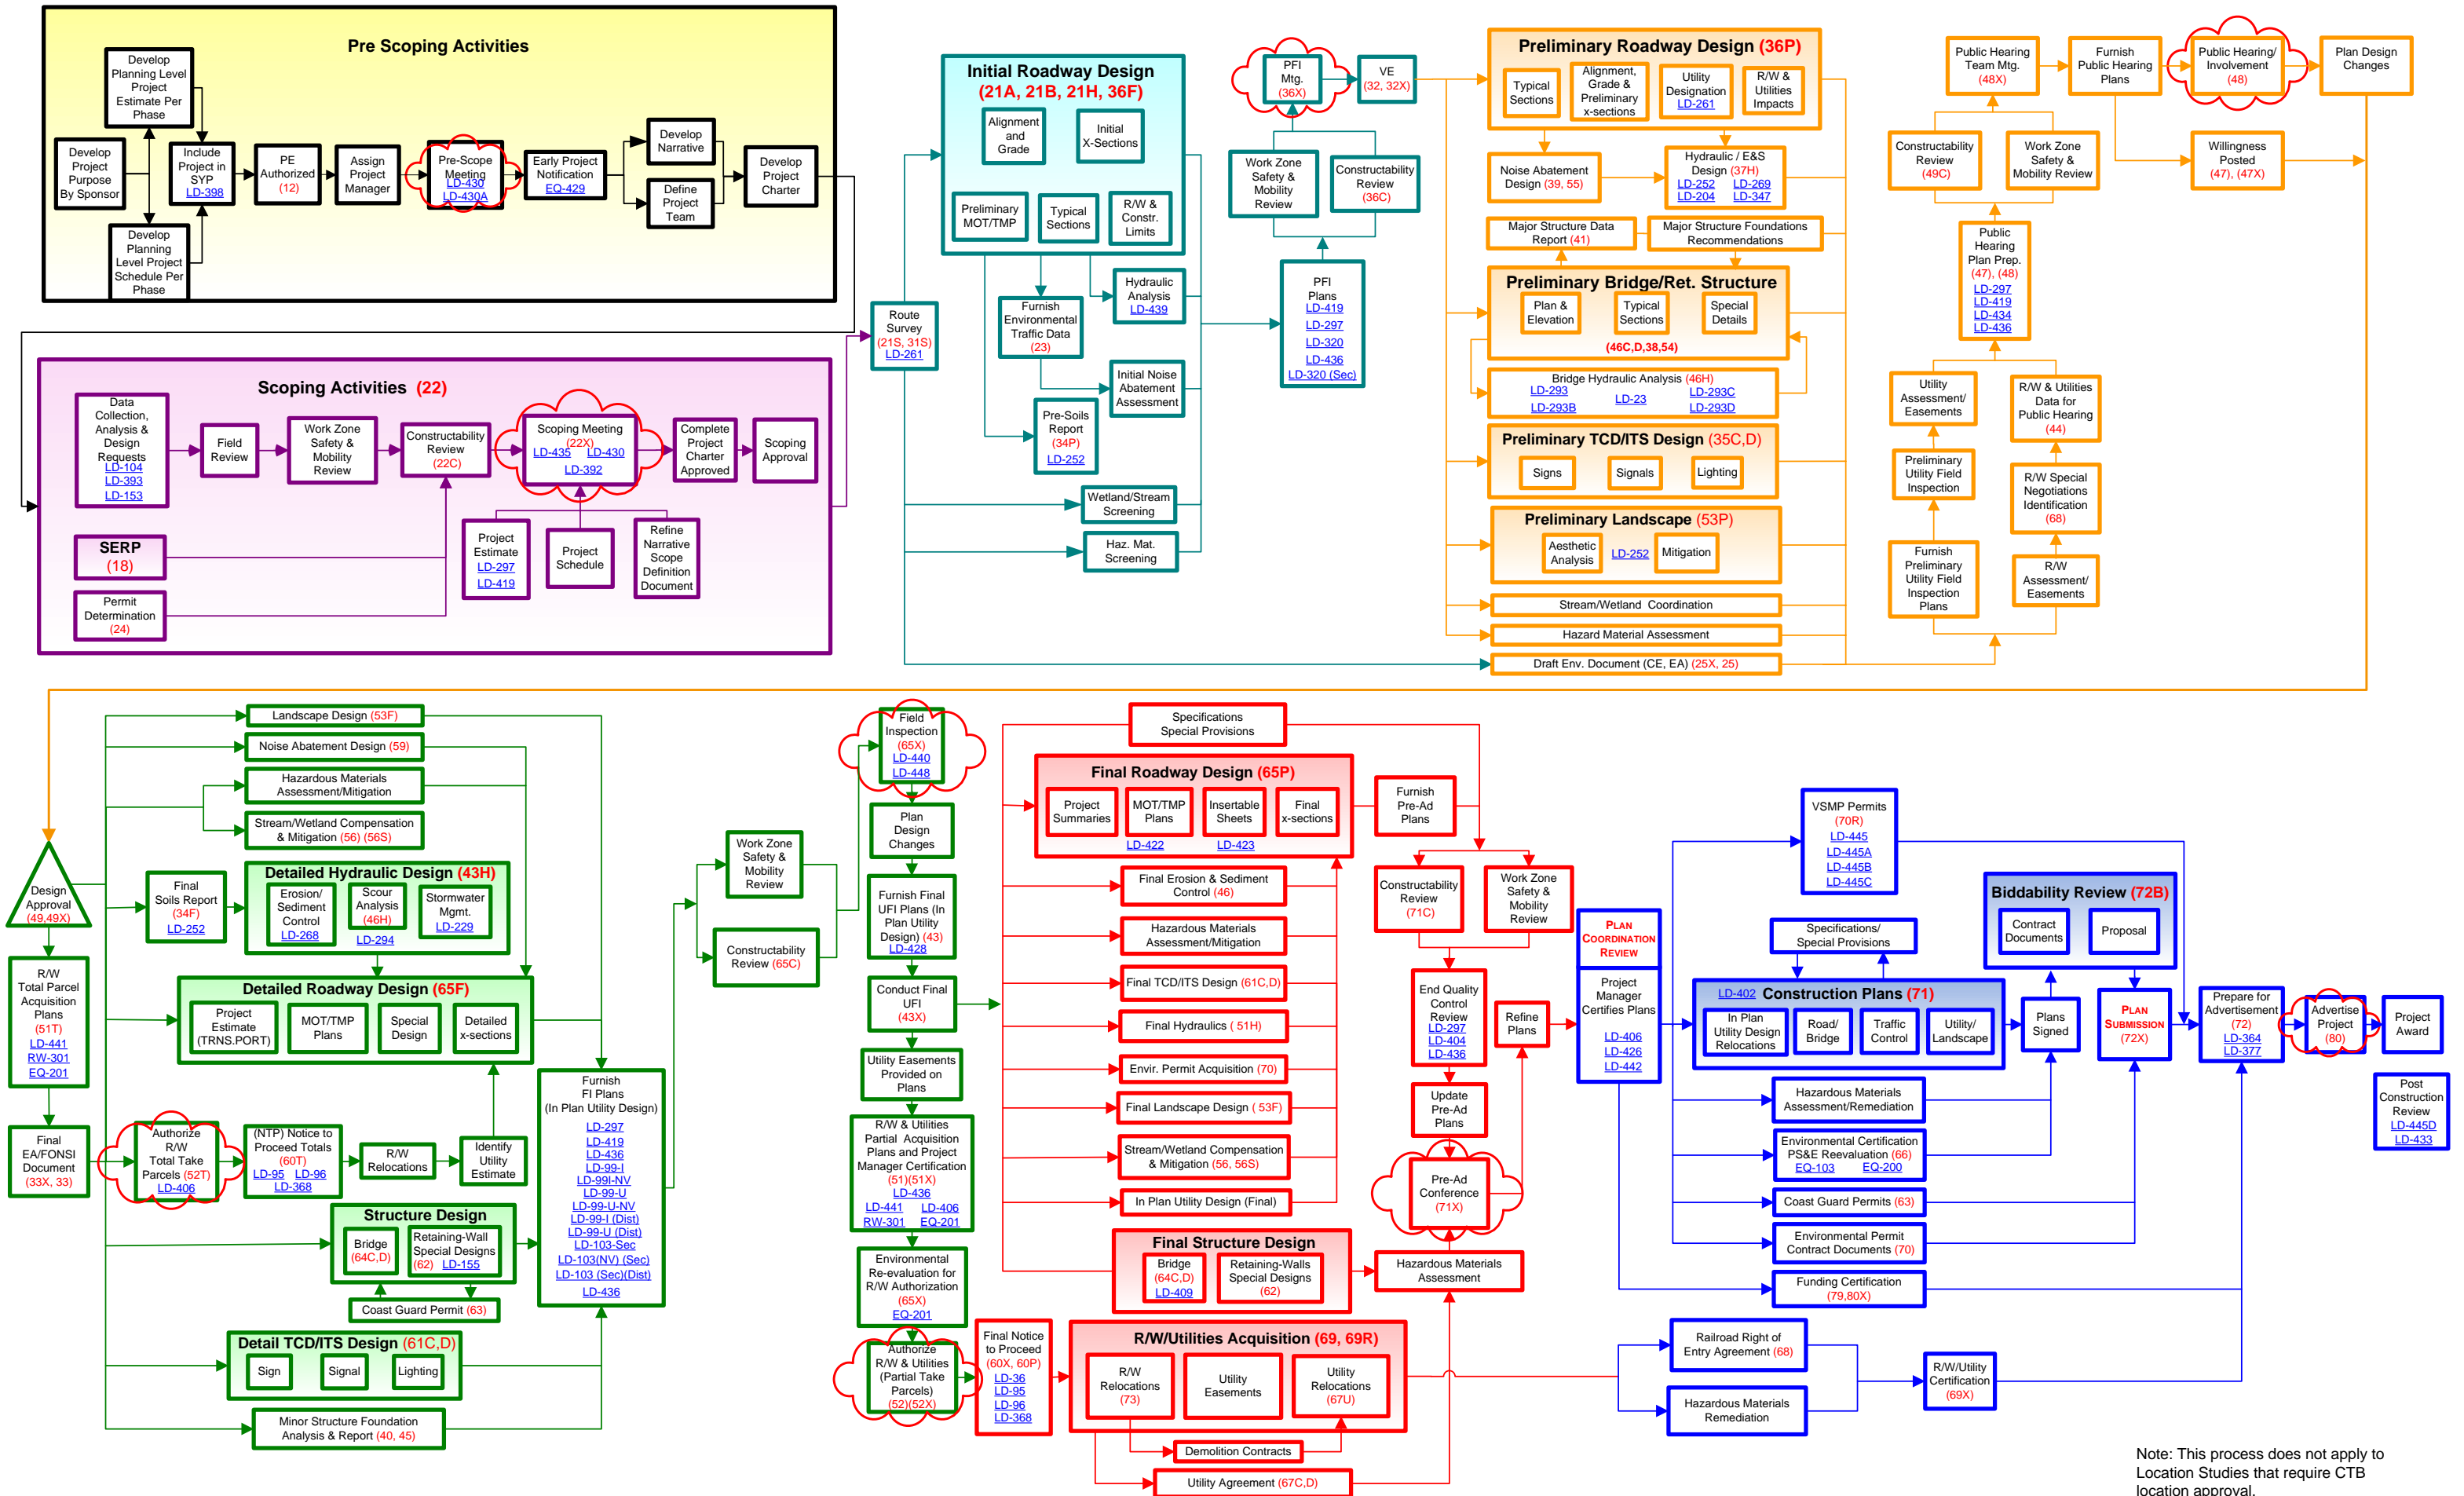 Pre Scoping Activities
Develop
Planning Level
Project
Estimate Per
Phase
Develop
Project
Purpose
By Sponsor
Include
Project in
SYP
LD-398
PE
Authorized
(12)
Assign
Project
Manager
Pre-Scope
Meeting
LD-430
LD-430A
Early Project
Notification
EQ-429
Develop
Narrative
Define
Project
Team
Develop
Project
Charter
Develop
Planning
Level Project
Schedule Per
Phase
Scoping Activities (22)
Data
Collection,
Analysis &
Design
Requests
LD-104
LD-393
LD-153
Field
Review
Work Zone
Safety &
Mobility
Review
Constructability
Review
(22C)
Scoping Meeting
(22X)
LD-435 LD-430
LD-392
Complete
Project
Charter
Approved
Scoping
Approval
SERP
(18)
Permit
Determination
(24)
Project
Estimate
LD-297
LD-419
Project
Schedule
Refine
Narrative
Scope
Definition
Document
Route
Survey
(21S, 31S)
LD-261
Initial Roadway Design
(21A, 21B, 21H, 36F)
Alignment
and
Grade
Initial
X-Sections
Preliminary
MOT/TMP
Typical
Sections
R/W &
Constr.
Limits
Furnish
Environmental
Traffic Data
(23)
Hydraulic
Analysis
LD-439
Initial Noise
Abatement
Assessment
Pre-Soils
Report
(34P)
LD-252
Wetland/Stream
Screening
Haz. Mat.
Screening
PFI
Mtg.
(36X)
VE
(32, 32X)
Work Zone
Safety &
Mobility
Review
Constructability
Review
(36C)
PFI
Plans
LD-419
LD-297
LD-320
LD-436
LD-320 (Sec)
Preliminary Roadway Design (36P)
Typical
Sections
Alignment,
Grade &
Preliminary
x-sections
Utility
Designation
LD-261
R/W &
Utilities
Impacts
Noise Abatement
Design (39, 55)
Hydraulic / E&S
Design (37H)
LD-252 LD-269
LD-204 LD-347
Major Structure Data
Report (41)
Major Structure Foundations
Recommendations
Preliminary Bridge/Ret. Structure
Plan &
Elevation
Typical
Sections
Special
Details
(46C,D,38,54)
Bridge Hydraulic Analysis (46H)
LD-293 LD-293C
LD-23
LD-293B LD-293D
Preliminary TCD/ITS Design (35C,D)
Signs
Signals
Lighting
Preliminary Landscape (53P)
Aesthetic
Analysis
LD-252
Mitigation
Stream/Wetland Coordination
Hazard Material Assessment
Draft Env. Document (CE, EA) (25X, 25)
Public Hearing
Team Mtg.
(48X)
Furnish
Public Hearing
Plans
Public Hearing/
Involvement
(48)
Plan Design
Changes
Constructability
Review
(49C)
Work Zone
Safety &
Mobility Review
Willingness
Posted
(47), (47X)
Public
Hearing
Plan Prep.
(47), (48)
LD-297
LD-419
LD-434
LD-436
Utility
Assessment/
Easements
R/W & Utilities
Data for
Public Hearing
(44)
Preliminary
Utility Field
Inspection
R/W Special
Negotiations
Identification
(68)
Furnish
Preliminary
Utility Field
Inspection
Plans
R/W
Assessment/
Easements
Design
Approval
(49,49X)
R/W
Total Parcel
Acquisition
Plans
(51T)
LD-441
RW-301
EQ-201
Final
EA/FONSI
Document
(33X, 33)
Landscape Design (53F)
Noise Abatement Design (59)
Hazardous Materials
Assessment/Mitigation
Stream/Wetland Compensation
& Mitigation (56) (56S)
Final
Soils Report
(34F)
LD-252
Detailed Hydraulic Design (43H)
Erosion/
Sediment
Control
LD-268
Scour
Analysis
(46H)
LD-294
Stormwater
Mgmt.
LD-229
Detailed Roadway Design (65F)
Project
Estimate
(TRNS.PORT)
MOT/TMP
Plans
Special
Design
Detailed
x-sections
Authorize
R/W
Total Take
Parcels (52T)
LD-406
(NTP) Notice to
Proceed Totals
(60T)
LD-95 LD-96
LD-368
R/W
Relocations
Identify
Utility
Estimate
Structure Design
Bridge
(64C,D)
Retaining-Wall
Special Designs
(62) LD-155
Coast Guard Permit (63)
Detail TCD/ITS Design (61C,D)
Sign
Signal
Lighting
Minor Structure Foundation
Analysis & Report (40, 45)
Furnish
FI Plans
(In Plan Utility Design)
LD-297
LD-419
LD-436
LD-99-I
LD-99I-NV
LD-99-U
LD-99-U-NV
LD-99-I (Dist)
LD-99-U (Dist)
LD-103-Sec
LD-103(NV) (Sec)
LD-103 (Sec)(Dist)
LD-436
Work Zone
Safety &
Mobility
Review
Constructability
Review (65C)
Field
Inspection
(65X)
LD-440
LD-448
Plan
Design
Changes
Furnish Final
UFI Plans (In
Plan Utility
Design) (43)
LD-428
Conduct Final
UFI
(43X)
Utility Easements
Provided on
Plans
R/W & Utilities
Partial Acquisition
Plans and Project
Manager Certification
(51)(51X)
LD-436
LD-441 LD-406
RW-301 EQ-201
Environmental
Re-evaluation for
R/W Authorization
(65X)
EQ-201
Authorize
R/W & Utilities
(Partial Take
Parcels)
(52)(52X)
Final Notice
to Proceed
(60X, 60P)
LD-36
LD-95
LD-96
LD-368
Specifications
Special Provisions
Final Roadway Design (65P)
Project
Summaries
MOT/TMP
Plans
Insertable
Sheets
Final
x-sections
LD-422 LD-423
Furnish
Pre-Ad
Plans
Final Erosion & Sediment
Control (46)
Hazardous Materials
Assessment/Mitigation
Final TCD/ITS Design (61C,D)
Final Hydraulics ( 51H)
Envir. Permit Acquisition (70)
Final Landscape Design ( 53F)
Stream/Wetland Compensation
& Mitigation (56, 56S)
In Plan Utility Design (Final)
Final Structure Design
Bridge
(64C,D)
LD-409
Retaining-Walls
Special Designs
(62)
Hazardous Materials
Assessment
R/W/Utilities Acquisition (69, 69R)
R/W
Relocations
(73)
Utility
Easements
Utility
Relocations
(67U)
Demolition Contracts
Utility Agreement (67C,D)
Constructability
Review
(71C)
Work Zone
Safety &
Mobility
Review
End Quality
Control
Review
LD-297
LD-404
LD-436
Update
Pre-Ad
Plans
Pre-Ad
Conference
(71X)
Refine
Plans
PLAN
COORDINATION
REVIEW
Project
Manager
Certifies Plans
LD-406
LD-426
LD-442
VSMP Permits
(70R)
LD-445
LD-445A
LD-445B
LD-445C
Specifications/
Special Provisions
LD-402 Construction Plans (71)
In Plan
Utility Design
Relocations
Road/
Bridge
Traffic
Control
Utility/
Landscape
Plans
Signed
Biddability Review (72B)
Contract
Documents
Proposal
PLAN
SUBMISSION
(72X)
Prepare for
Advertisement
(72)
LD-364
LD-377
Advertise
Project
(80)
Project
Award
Post
Construction
Review
LD-445D
LD-433
Hazardous Materials
Assessment/Remediation
Environmental Certification
PS&E Reevaluation (66)
EQ-103 EQ-200
Coast Guard Permits (63)
Environmental Permit
Contract Documents (70)
Funding Certification
(79,80X)
Railroad Right of
Entry Agreement (68)
Hazardous Materials
Remediation
R/W/Utility
Certification
(69X)
Note: This process does not apply to
Location Studies that require CTB
location approval.